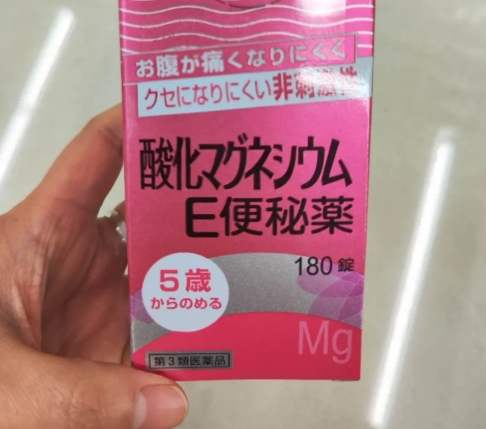 お腹が痛くなりにくく
クセになりにくい非刺激性
酸化マグネシウム
E便秘薬
180錠
5歳
からのめる
Mg
第3類医薬品